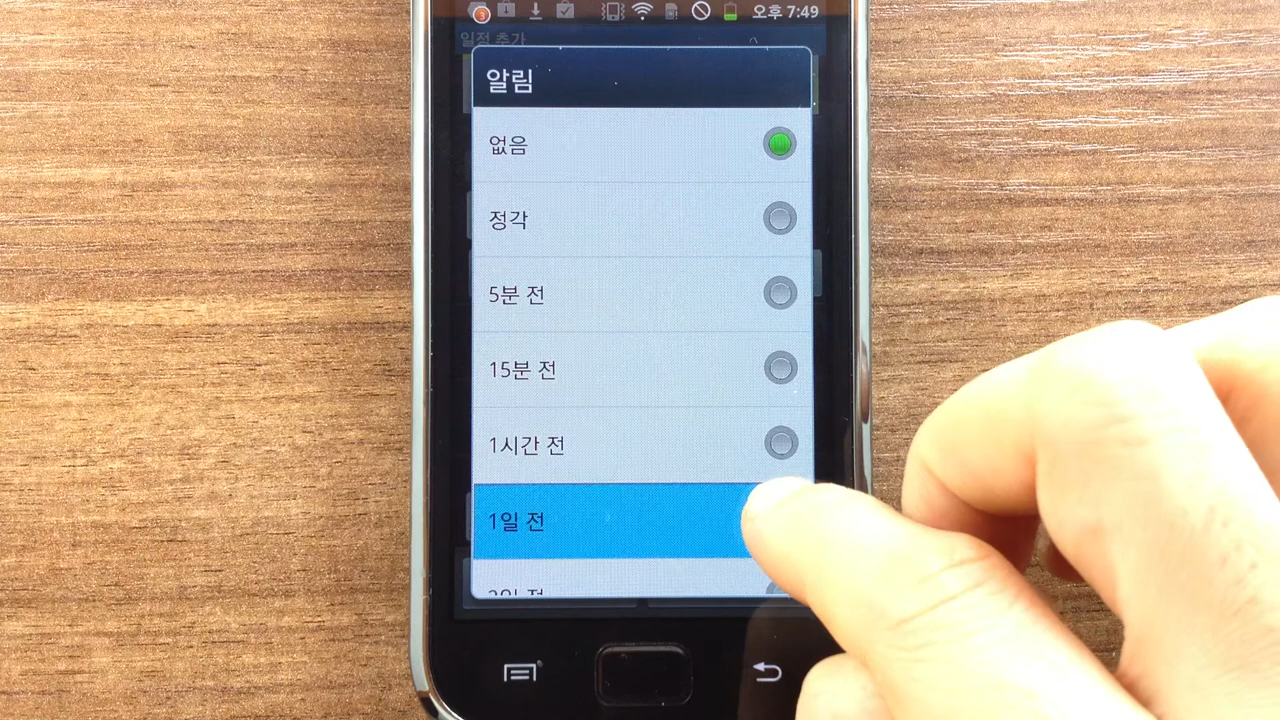 3
오후 7:49
일정 추가
알림
없음
정각
5분 전
15분 전
1시간 전
1일 전